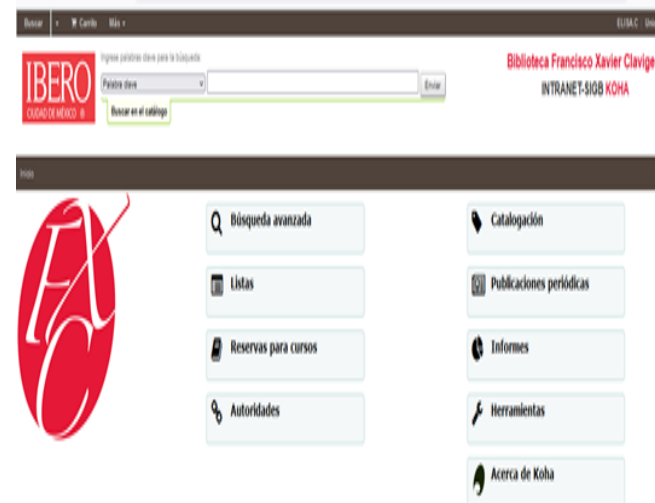 Buscar Carrito Más
ELISA.C
Ingrese palabras clave para la búsqueda:
IBERO
CIUDAD DE MÉXICO ®
Palabra clave
Enviar
Buscar en el catálogo
Biblioteca Francisco Xavier Clavige
INTRANET-SIGB KOHA
Inicio
FXC
Búsqueda avanzada
Catalogación
Listas
Publicaciones periódicas
Reservas para cursos
Informes
Autoridades
Herramientas
Acerca de Koha